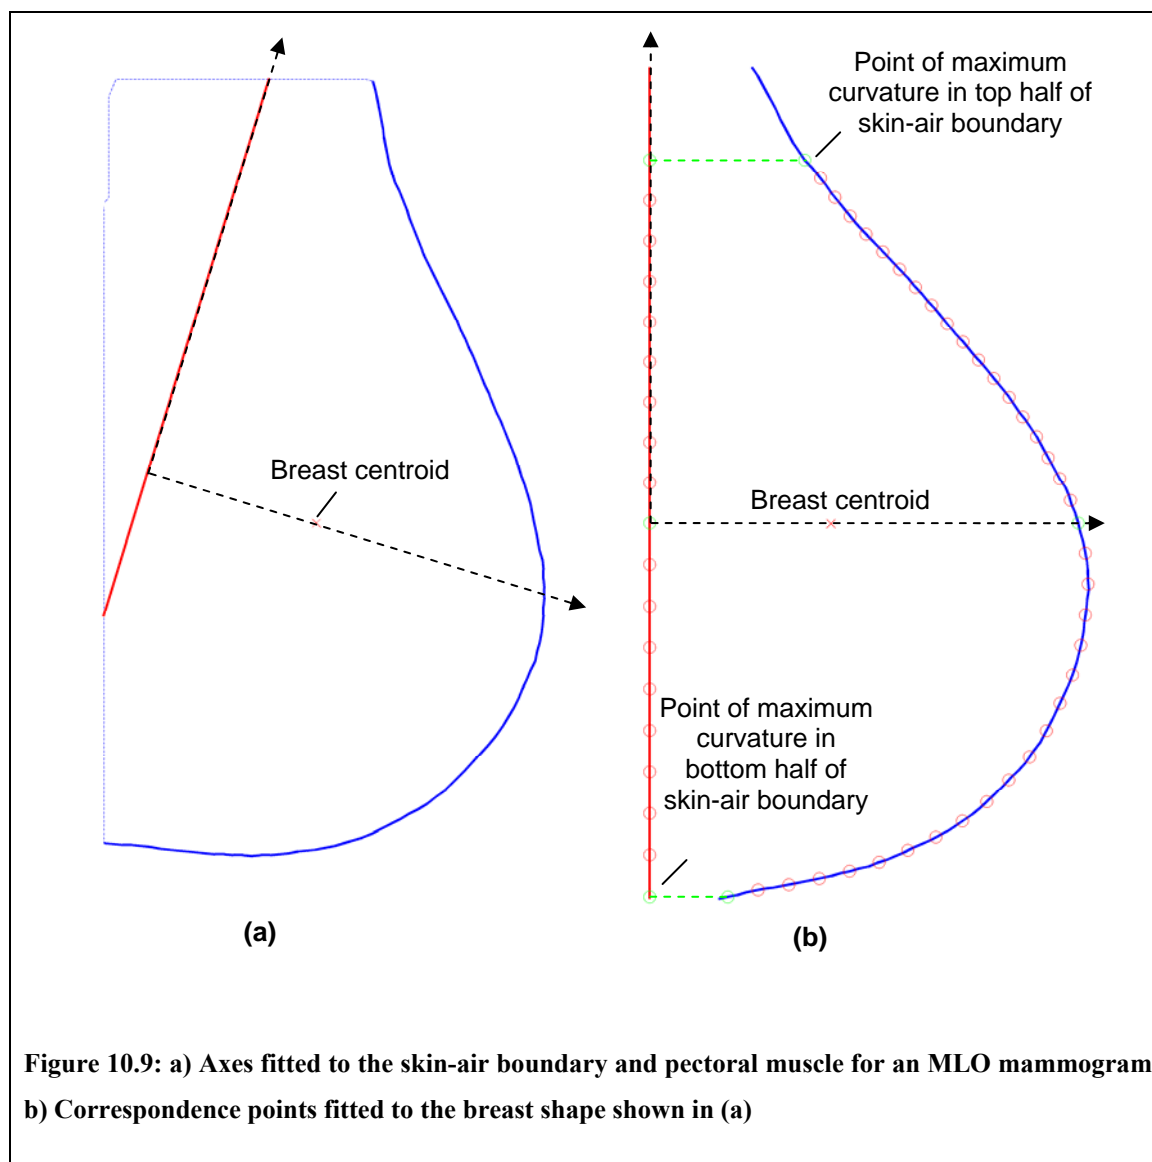 Point of maximum
curvature in top half of
skin-air boundary
Breast centroid
Breast centroid
Point of maximum
curvature in
bottom half of
skin-air boundary
(a)
(b)
Figure 10.9: a) Axes fitted to the skin-air boundary and pectoral muscle for an MLO mammogram
b) Correspondence points fitted to the breast shape shown in (a)